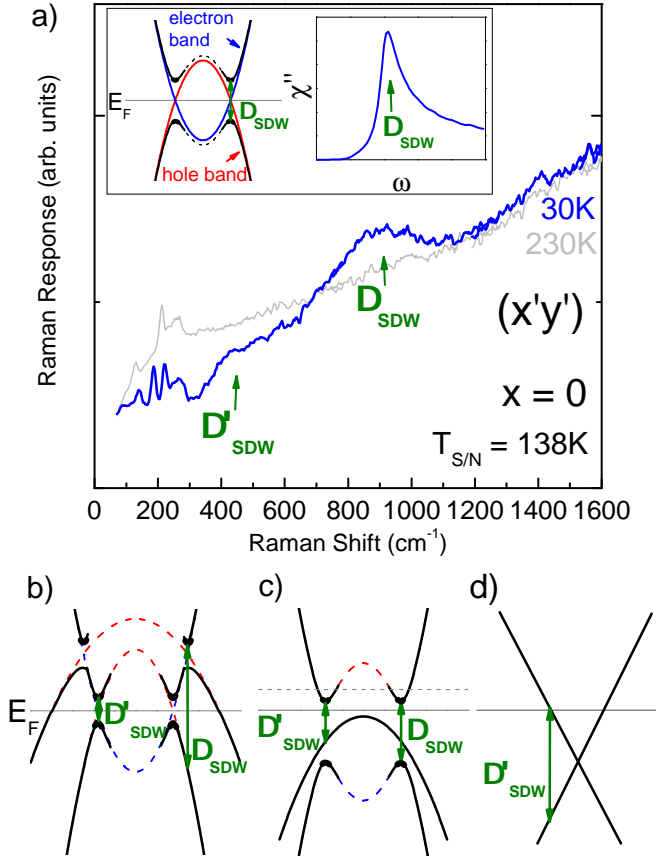 a)
electron
band
E_F
D_SDW
hole band
χ''
D_SDW
ω
Raman Response (arb. units)
30K
230K
D_SDW
(x'y')
D'_SDW
x = 0
T_S/N = 138K
0 200 400 600 800 1000 1200 1400 1600
Raman Shift (cm⁻¹)
b)
c)
d)
E_F
D'_SDW
D_SDW
D'_SDW
D_SDW
D'_SDW